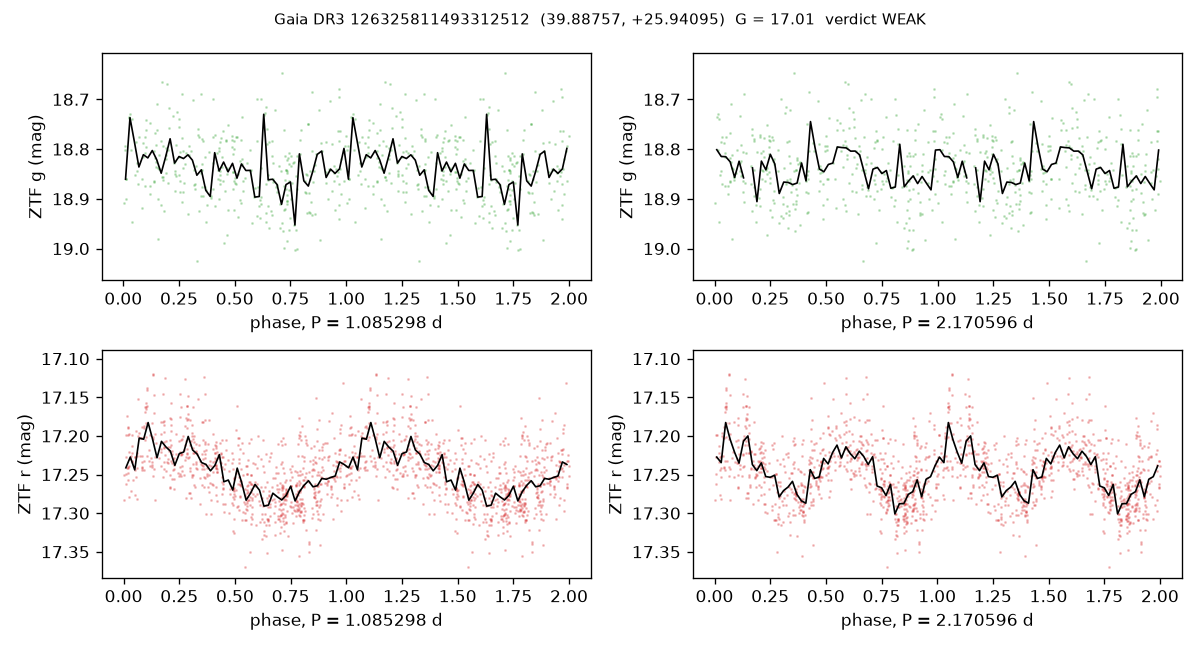 Gaia DR3 126325811493312512 (39.88757, +25.94095) G = 17.01 verdict WEAK
ZTF g (mag)
18.7
18.8
18.9
19.0
0.00 0.25 0.50 0.75 1.00 1.25 1.50 1.75 2.00
phase, P = 1.085298 d
ZTF g (mag)
18.7
18.8
18.9
19.0
0.00 0.25 0.50 0.75 1.00 1.25 1.50 1.75 2.00
phase, P = 2.170596 d
ZTF r (mag)
17.10
17.15
17.20
17.25
17.30
17.35
0.00 0.25 0.50 0.75 1.00 1.25 1.50 1.75 2.00
phase, P = 1.085298 d
ZTF r (mag)
17.10
17.15
17.20
17.25
17.30
17.35
0.00 0.25 0.50 0.75 1.00 1.25 1.50 1.75 2.00
phase, P = 2.170596 d